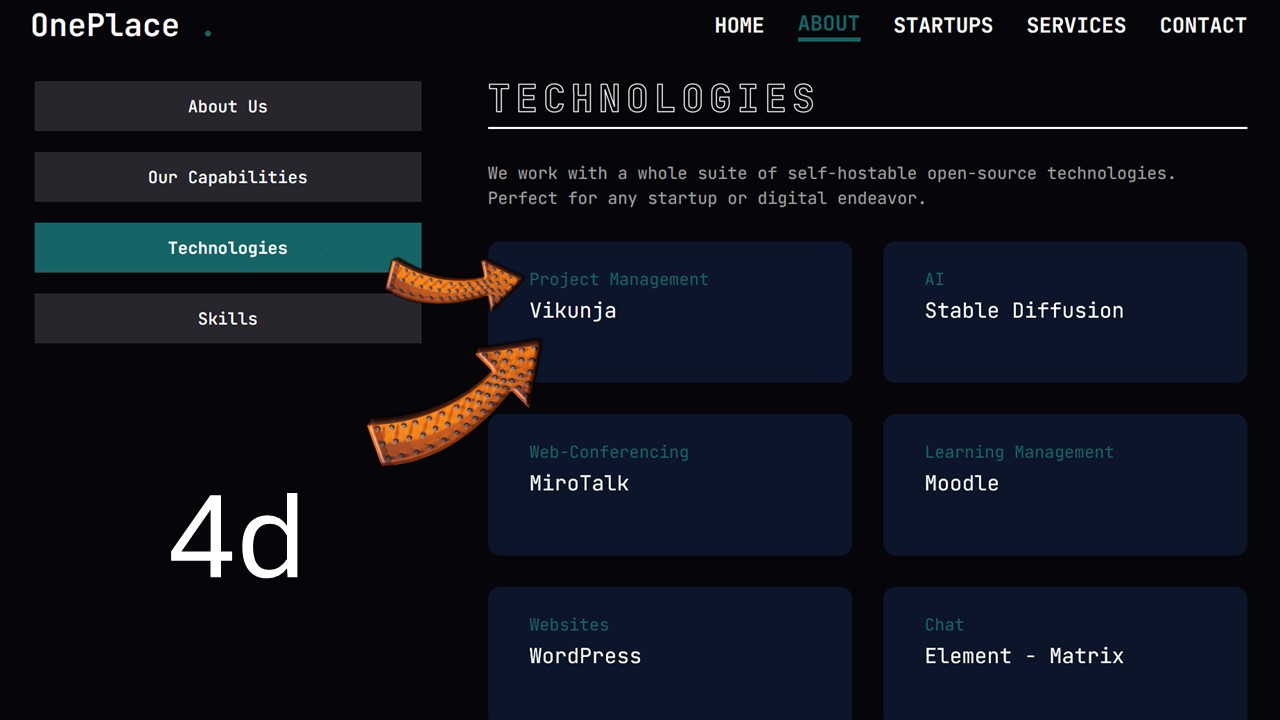 OnePlace .
HOME ABOUT STARTUPS SERVICES CONTACT
About Us
Our Capabilities
Technologies
Skills
4d
TECHNOLOGIES
We work with a whole suite of self-hostable open-source technologies.
Perfect for any startup or digital endeavor.
Project Management
Vikunja
AI
Stable Diffusion
Web-Conferencing
MiroTalk
Learning Management
Moodle
Websites
WordPress
Chat
Element - Matrix